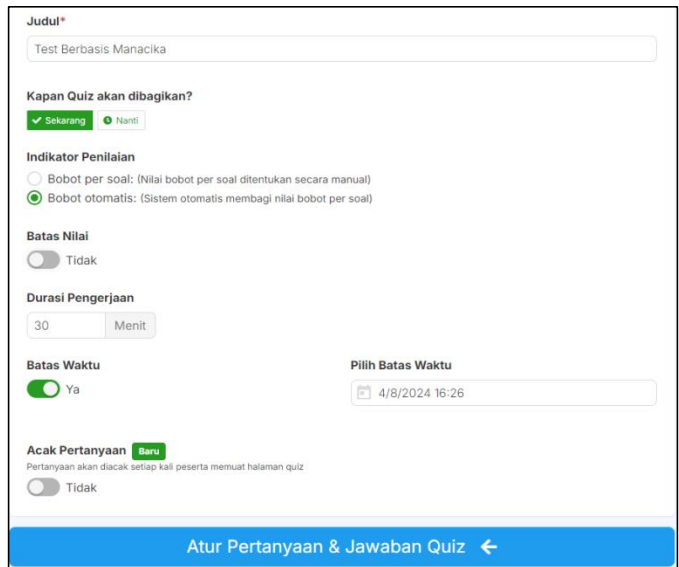 Judul*
Test Berbasis Manacika
Kapan Quiz akan dibagikan?
Sekarang Nanti
Indikator Penilaian
Bobot per soal: (Nilai bobot per soal ditentukan secara manual)
Bobot otomatis: (Sistem otomatis membagi nilai bobot per soal)
Batas Nilai
Tidak
Durasi Pengerjaan
30 Menit
Batas Waktu
Ya
Pilih Batas Waktu
4/8/2024 16:26
Acak Pertanyaan Baru
Pertanyaan akan diacak setiap kali peserta memuat halaman quiz
Tidak
Atur Pertanyaan & Jawaban Quiz